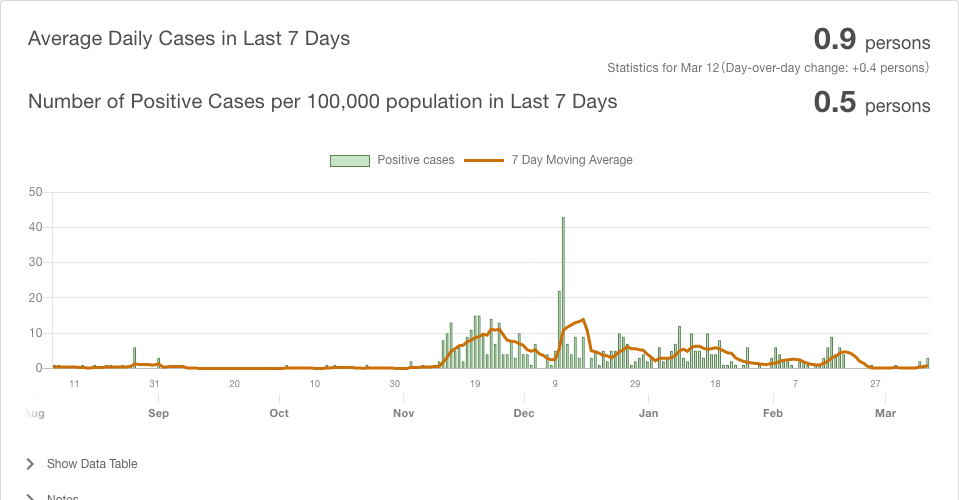 Average Daily Cases in Last 7 Days
0.9 persons
Statistics for Mar 12（Day-over-day change: +0.4 persons）
Number of Positive Cases per 100,000 population in Last 7 Days
0.5 persons
Positive cases 7 Day Moving Average
50
40
30
20
10
0
11 31 20 10 30 19 9 29 18 7 27
Aug Sep Oct Nov Dec Jan Feb Mar
Show Data Table
Notes